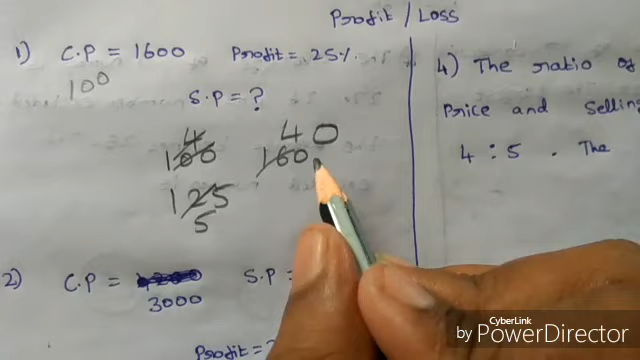 Profit / Loss
1) C.P = 1600 Profit = 25%.
100
S.P = ?
4 40
100 160
125
5
4) The ratio of
Price and Sellin
4 : 5 . The
2) C.P = S.P =
3000
Profit = ?
CyberLink
by PowerDirector